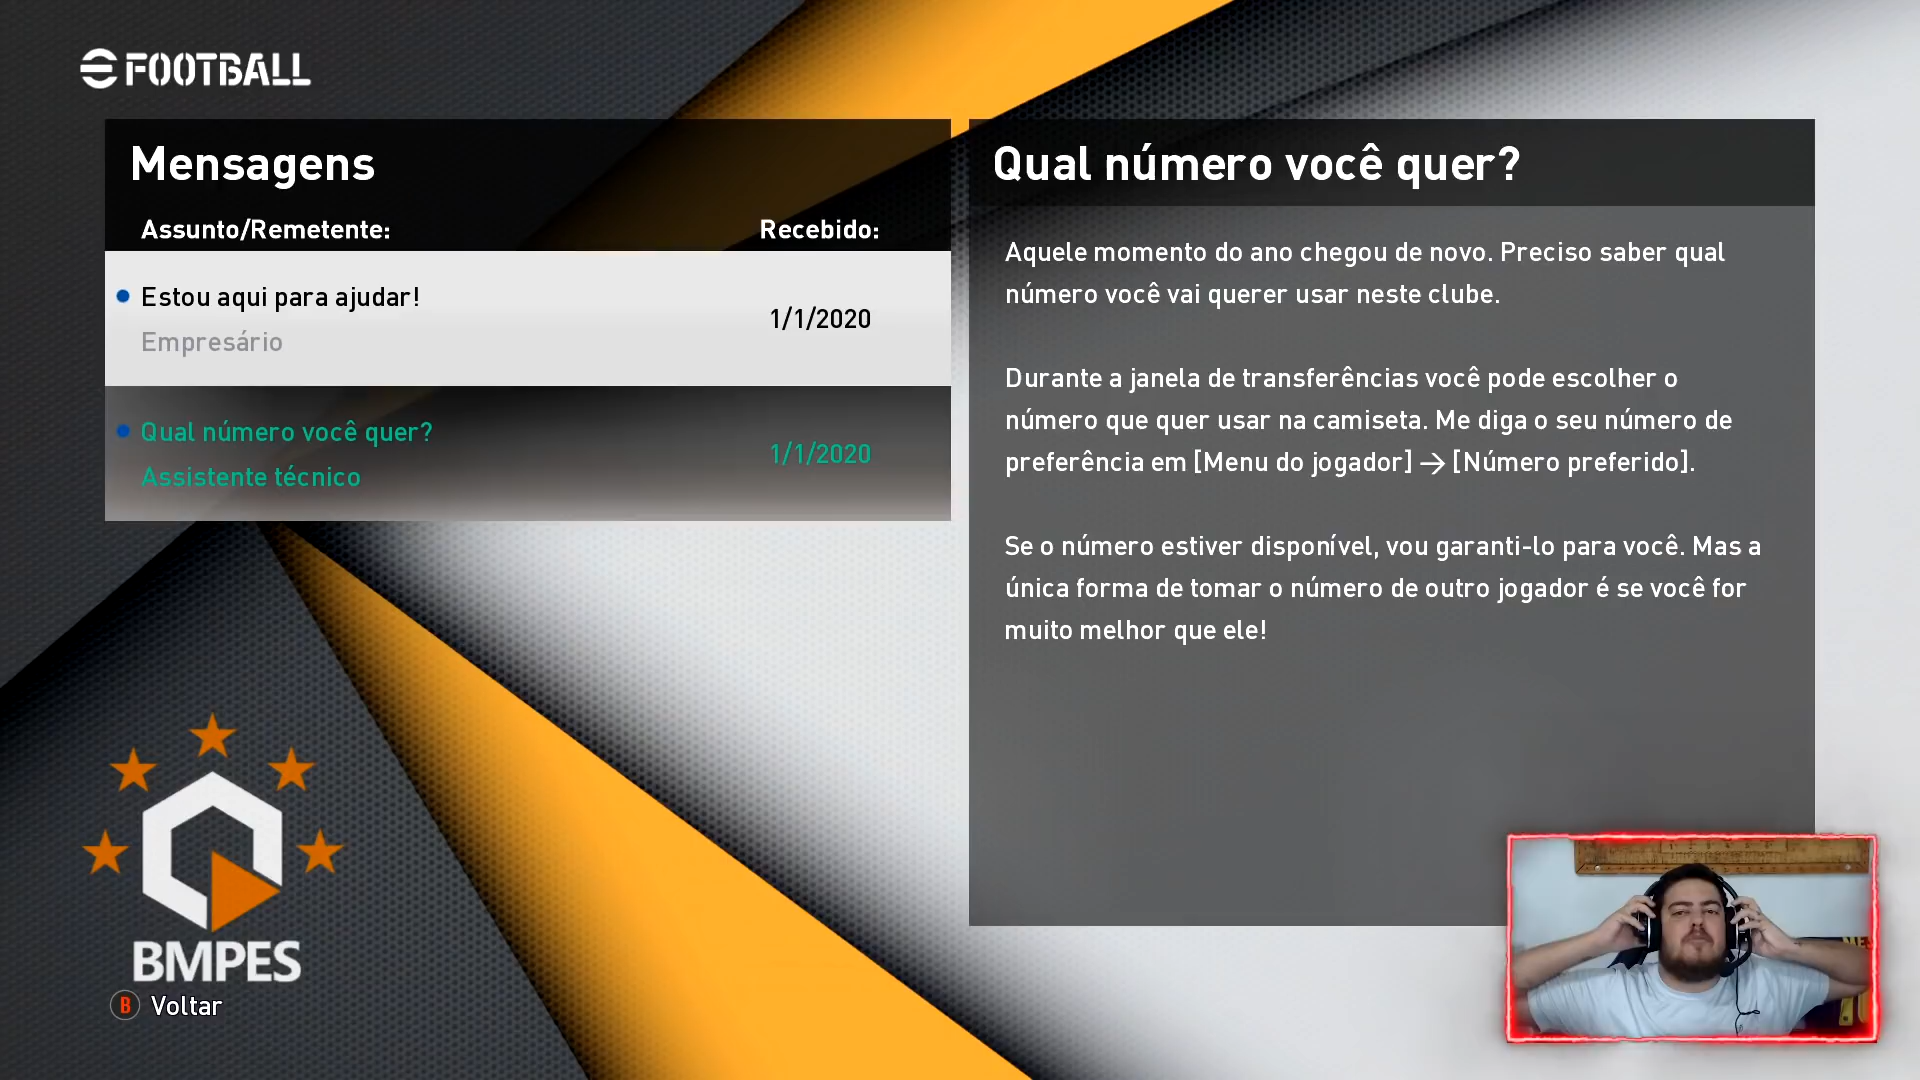 FOOTBALL
Mensagens
Assunto/Remetente:
Recebido:
Estou aqui para ajudar!
Empresário
1/1/2020
Qual número você quer?
Assistente técnico
1/1/2020
Qual número você quer?
Aquele momento do ano chegou de novo. Preciso saber qual
número você vai querer usar neste clube.
Durante a janela de transferências você pode escolher o
número que quer usar na camiseta. Me diga o seu número de
preferência em [Menu do jogador] → [Número preferido].
Se o número estiver disponível, vou garanti-lo para você. Mas a
única forma de tomar o número de outro jogador é se você for
muito melhor que ele!
BMPES
B Voltar